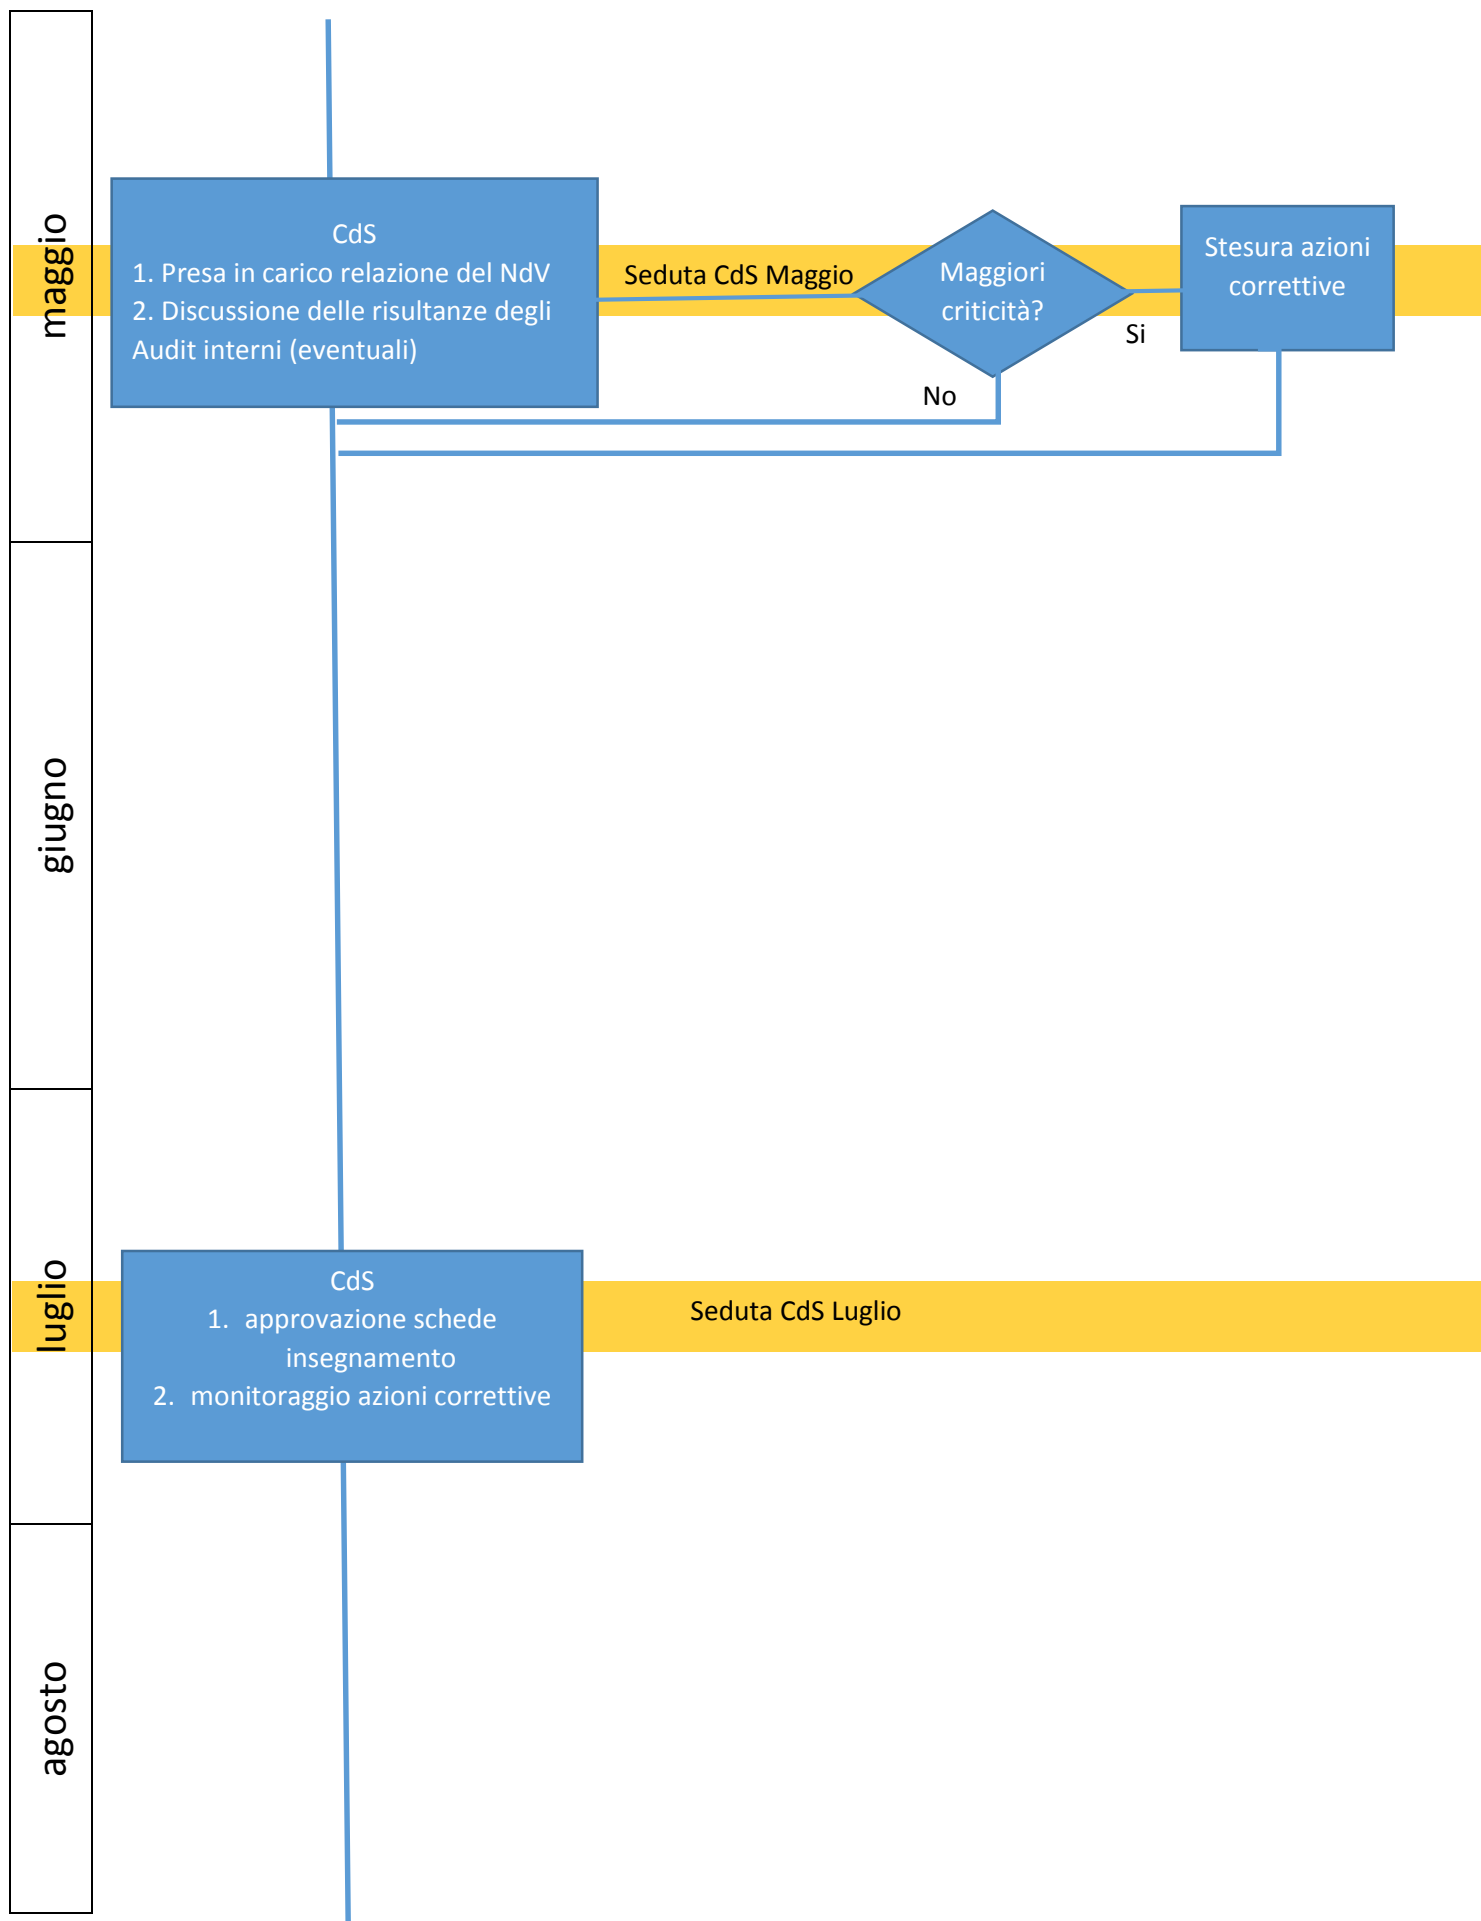 maggio
CdS
1. Presa in carico relazione del NdV
2. Discussione delle risultanze degli
Audit interni (eventuali)
Seduta CdS Maggio
Maggiori
criticità?
Si
No
Stesura azioni
correttive
giugno
luglio
CdS
1. approvazione schede
insegnamento
2. monitoraggio azioni correttive
Seduta CdS Luglio
agosto